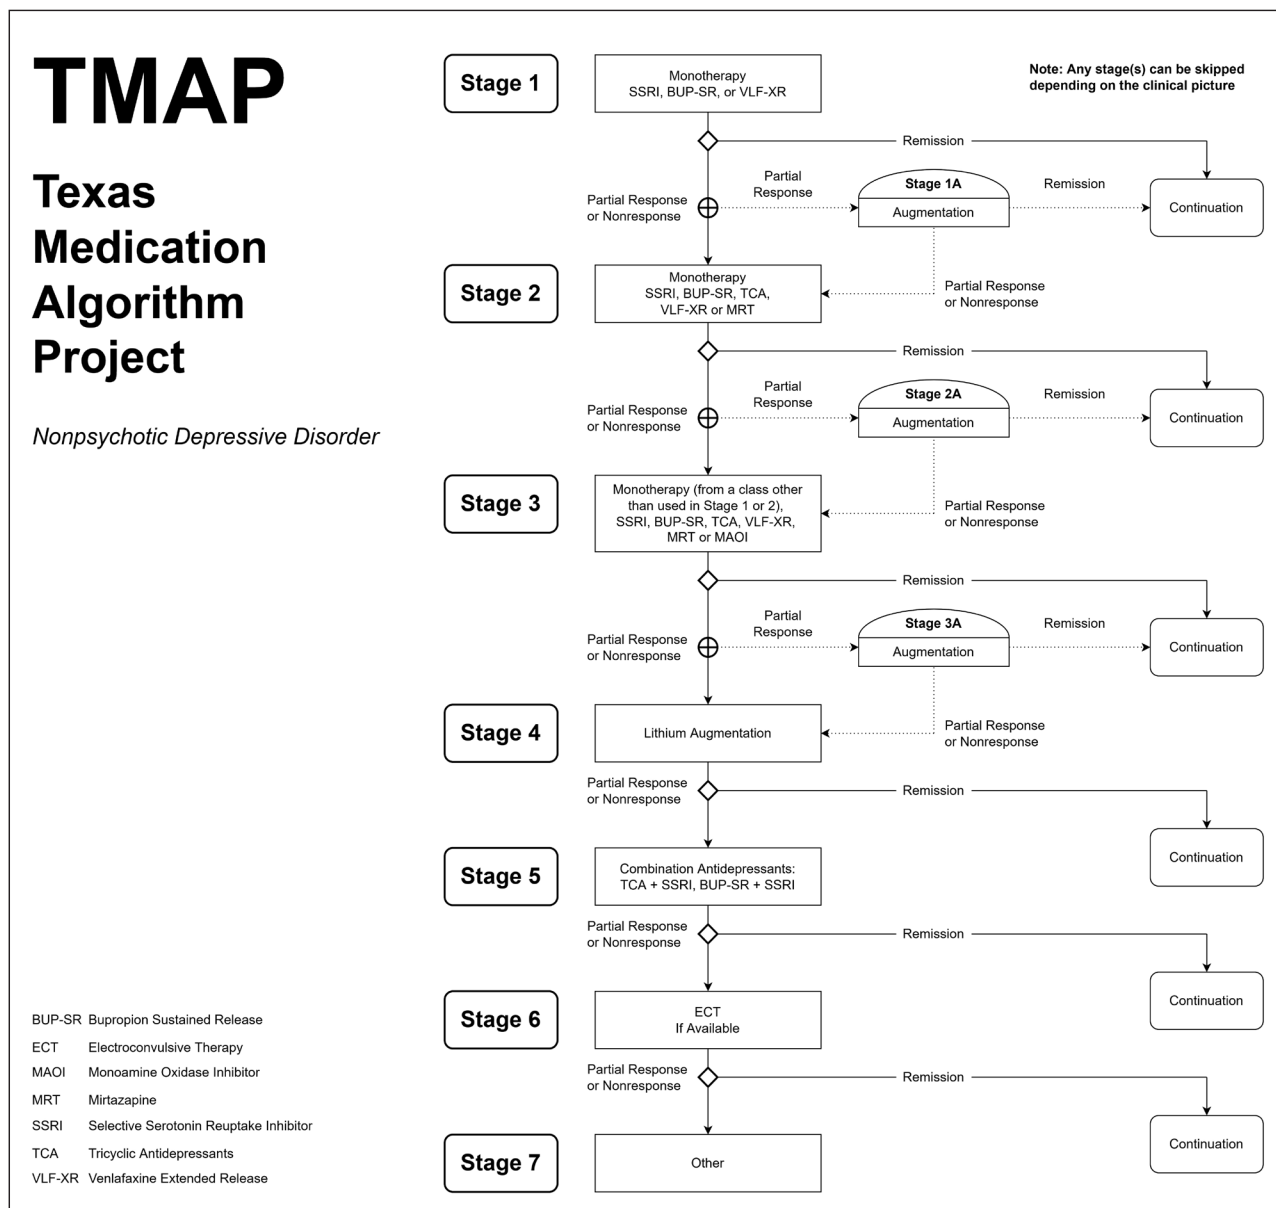 TMAP
Texas
Medication
Algorithm
Project
Nonpsychotic Depressive Disorder
Note: Any stage(s) can be skipped
depending on the clinical picture
Stage 1
Monotherapy
SSRI, BUP-SR, or VLF-XR
Remission
Partial Response
or Nonresponse
Partial
Response
Stage 1A
Augmentation
Remission
Continuation
Partial Response
or Nonresponse
Stage 2
Monotherapy
SSRI, BUP-SR, TCA,
VLF-XR or MRT
Remission
Partial Response
or Nonresponse
Partial
Response
Stage 2A
Augmentation
Remission
Continuation
Partial Response
or Nonresponse
Stage 3
Monotherapy (from a class other
than used in Stage 1 or 2),
SSRI, BUP-SR, TCA, VLF-XR,
MRT or MAOI
Remission
Partial Response
or Nonresponse
Partial
Response
Stage 3A
Augmentation
Remission
Continuation
Partial Response
or Nonresponse
Stage 4
Lithium Augmentation
Partial Response
or Nonresponse
Remission
Continuation
Stage 5
Combination Antidepressants:
TCA + SSRI, BUP-SR + SSRI
Partial Response
or Nonresponse
Remission
Continuation
Stage 6
ECT
If Available
Partial Response
or Nonresponse
Remission
Continuation
Stage 7
Other
BUP-SR Bupropion Sustained Release
ECT Electroconvulsive Therapy
MAOI Monoamine Oxidase Inhibitor
MRT Mirtazapine
SSRI Selective Serotonin Reuptake Inhibitor
TCA Tricyclic Antidepressants
VLF-XR Venlafaxine Extended Release